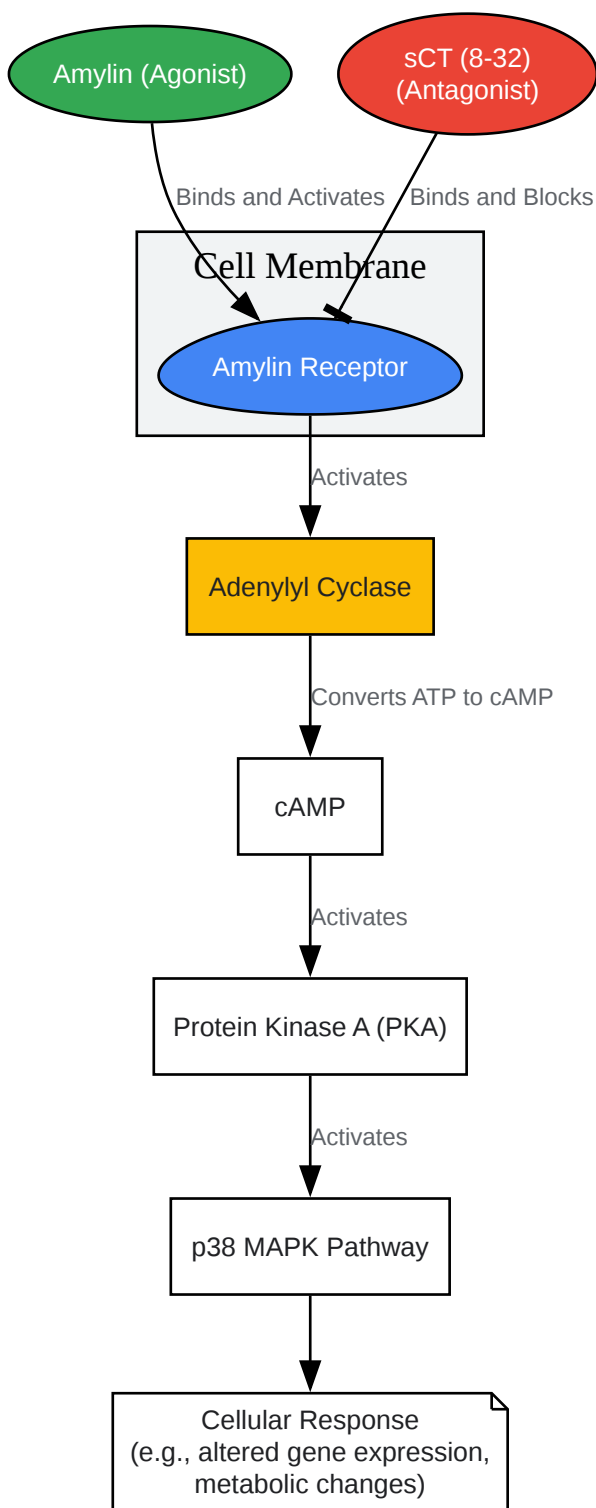 Amylin (Agonist)
sCT (8-32)
(Antagonist)
Binds and Activates
Binds and Blocks
Cell Membrane
Amylin Receptor
Activates
Adenylyl Cyclase
Converts ATP to cAMP
cAMP
Activates
Protein Kinase A (PKA)
Activates
p38 MAPK Pathway
Cellular Response
(e.g., altered gene expression,
metabolic changes)